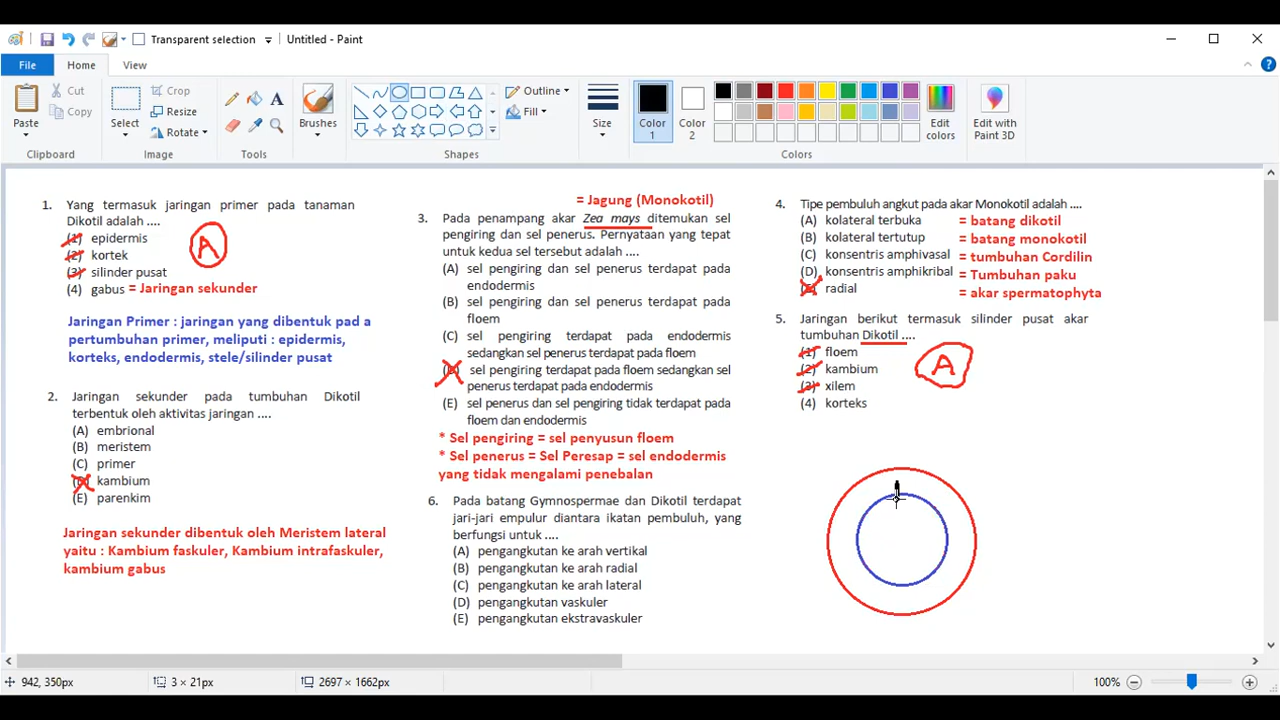 Transparent selection
Untitled - Paint
File
Home
View
Paste
Cut
Copy
Clipboard
Select
Crop
Resize
Rotate
Image
A
Tools
Brushes
Outline
Fill
Shapes
Size
Color
1
Color
2
Edit
colors
Colors
Edit with
Paint 3D
1. Yang termasuk jaringan primer pada tanaman
Dikotil adalah ....
(1) epidermis
(2) kortek
(3) silinder pusat
(4) gabus = Jaringan sekunder
A
Jaringan Primer : jaringan yang dibentuk pad a
pertumbuhan primer, meliputi : epidermis,
korteks, endodermis, stele/silinder pusat
2. Jaringan sekunder pada tumbuhan Dikotil
terbentuk oleh aktivitas jaringan ....
(A) embrional
(B) meristem
(C) primer
(D) kambium
(E) parenkim
Jaringan sekunder dibentuk oleh Meristem lateral
yaitu : Kambium faskuler, Kambium intrafaskuler,
kambium gabus
= Jagung (Monokotil)
3. Pada penampang akar Zea mays ditemukan sel
pengiring dan sel penerus. Pernyataan yang tepat
untuk kedua sel tersebut adalah ....
(A) sel pengiring dan sel penerus terdapat pada
endodermis
(B) sel pengiring dan sel penerus terdapat pada
floem
(C) sel pengiring terdapat pada endodermis
sedangkan sel penerus terdapat pada floem
(D) sel pengiring terdapat pada floem sedangkan sel
penerus terdapat pada endodermis
(E) sel penerus dan sel pengiring tidak terdapat pada
floem dan endodermis
* Sel pengiring = sel penyusun floem
* Sel penerus = Sel Peresap = sel endodermis
yang tidak mengalami penebalan
6. Pada batang Gymnospermae dan Dikotil terdapat
jari-jari empulur diantara ikatan pembuluh, yang
berfungsi untuk ....
(A) pengangkutan ke arah vertikal
(B) pengangkutan ke arah radial
(C) pengangkutan ke arah lateral
(D) pengangkutan vaskuler
(E) pengangkutan ekstravaskuler
4. Tipe pembuluh angkut pada akar Monokotil adalah ....
(A) kolateral terbuka = batang dikotil
(B) kolateral tertutup = batang monokotil
(C) konsentris amphivasal = tumbuhan Cordilin
(D) konsentris amphikribal = Tumbuhan paku
(E) radial = akar spermatophyta
5. Jaringan berikut termasuk silinder pusat akar
tumbuhan Dikotil ....
(1) floem
(2) kambium
(3) xilem
(4) korteks
A
942, 350px
3 × 21px
2697 × 1662px
100%